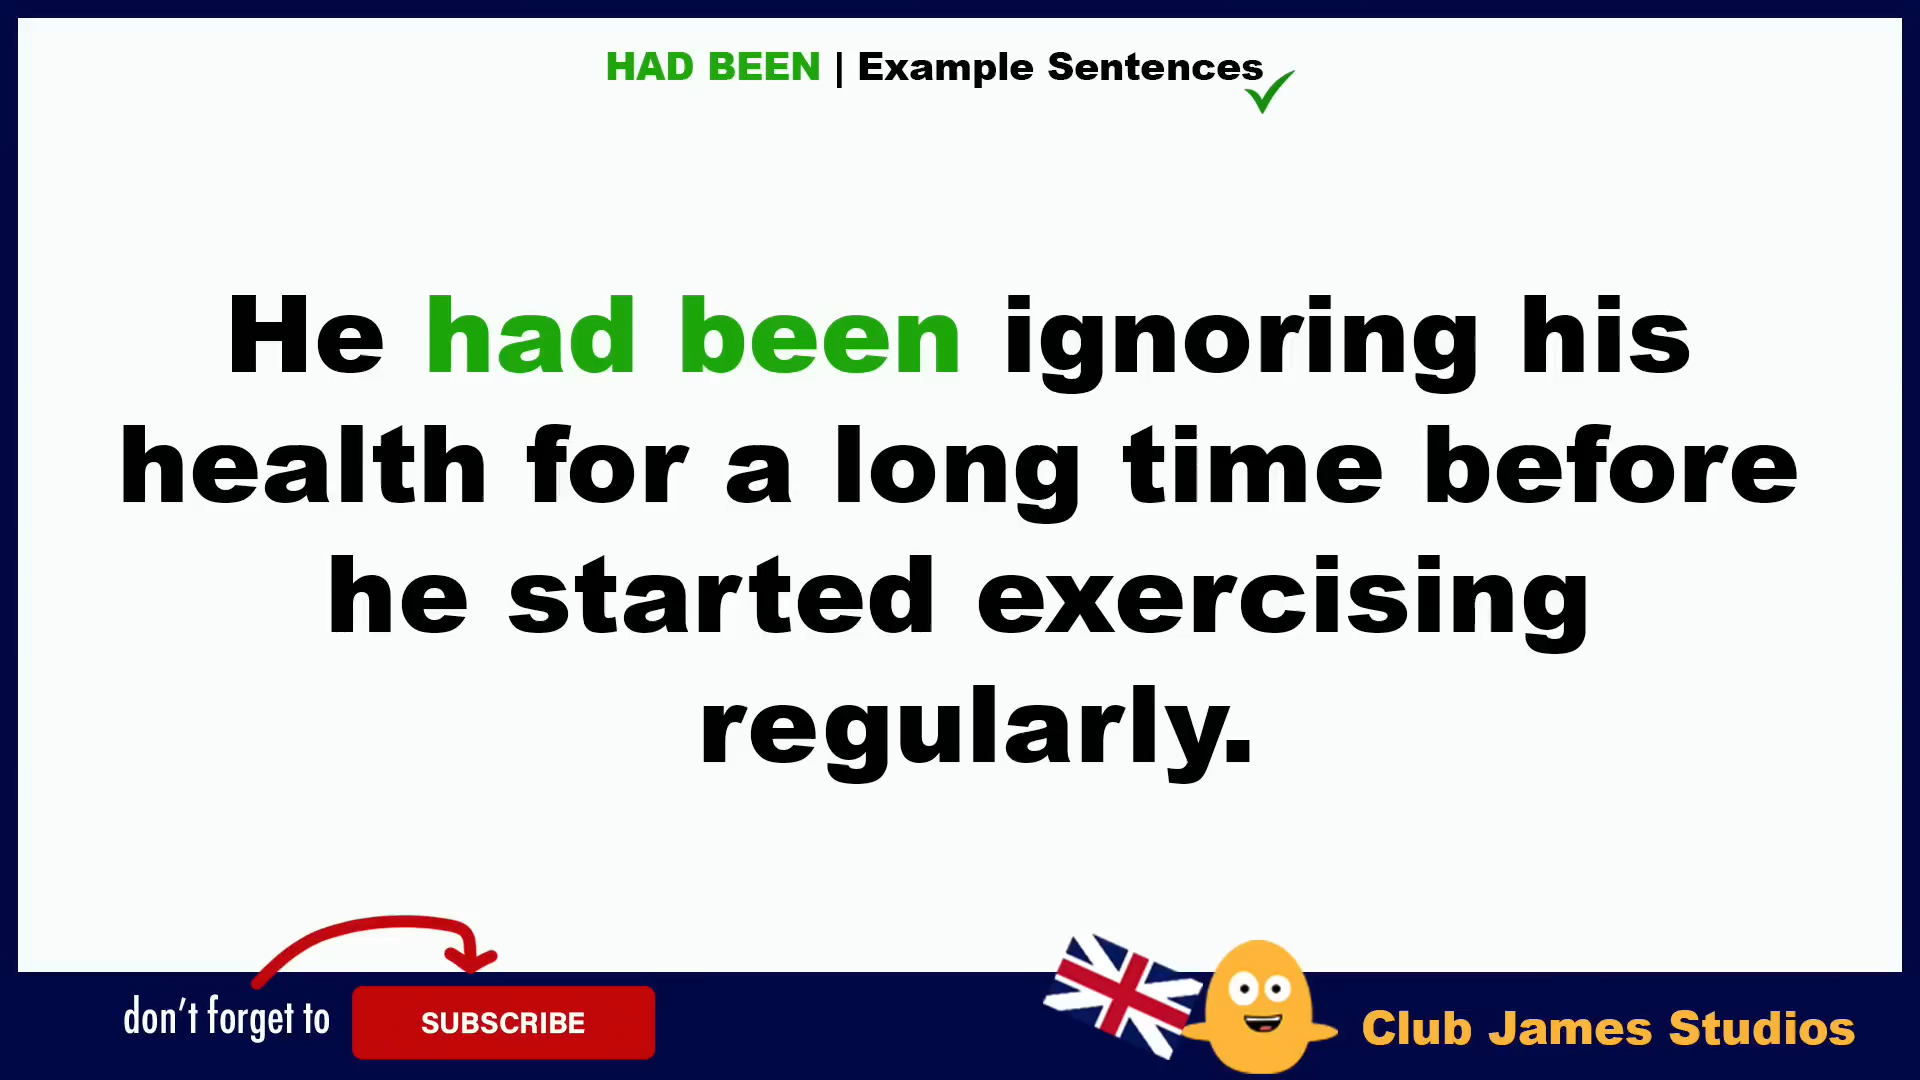 HAD BEEN | Example Sentences
He had been ignoring his
health for a long time before
he started exercising
regularly.
don't forget to
SUBSCRIBE
Club James Studios